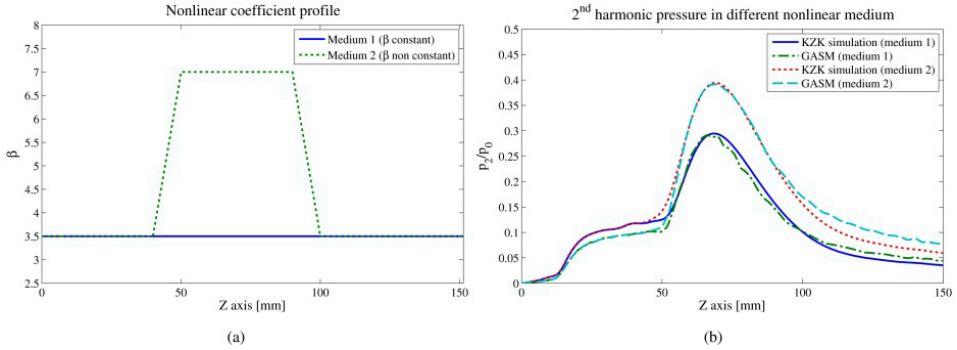 Nonlinear coefficient profile
8
7.5
7
6.5
6
5.5
5
4.5
4
3.5
3
2.5
β
0
50
100
150
Z axis [mm]
Medium 1 (β constant)
Medium 2 (β non constant)
(a)
2nd harmonic pressure in different nonlinear medium
0.5
0.45
0.4
0.35
0.3
0.25
0.2
0.15
0.1
0.05
0
p2/p0
0
50
100
150
Z axis [mm]
KZK simulation (medium 1)
GASM (medium 1)
KZK simulation (medium 2)
GASM (medium 2)
(b)